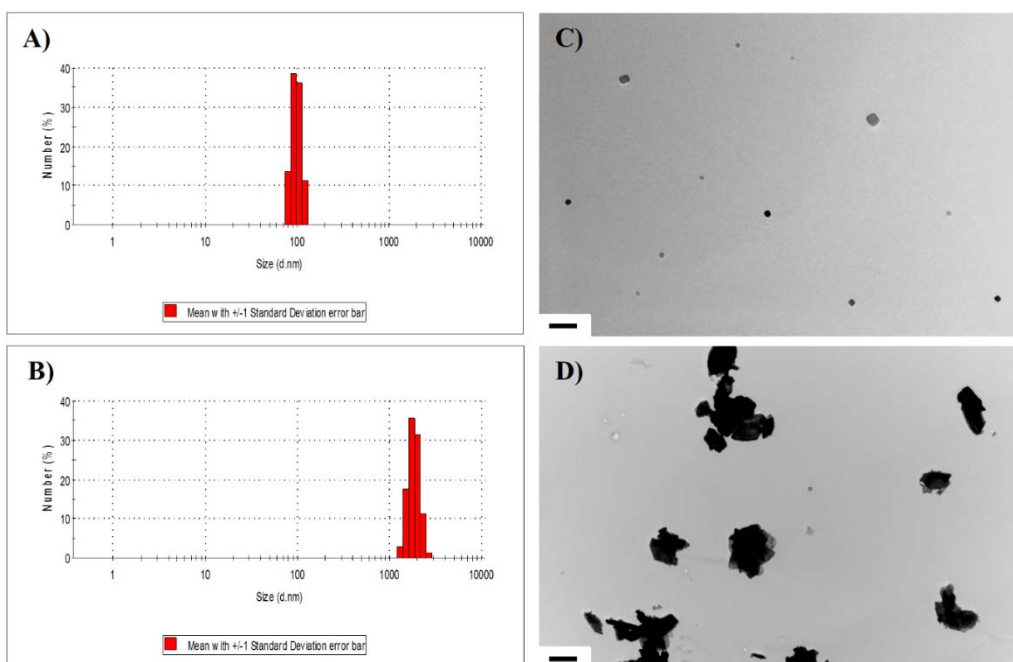 A)
40
30
20
10
0
Number (%)
1 10 100 1000 10000
Size (d.nm)
Mean with +/-1 Standard Deviation error bar
B)
40
30
20
10
0
Number (%)
1 10 100 1000 10000
Size (d.nm)
Mean with +/-1 Standard Deviation error bar
C)
D)